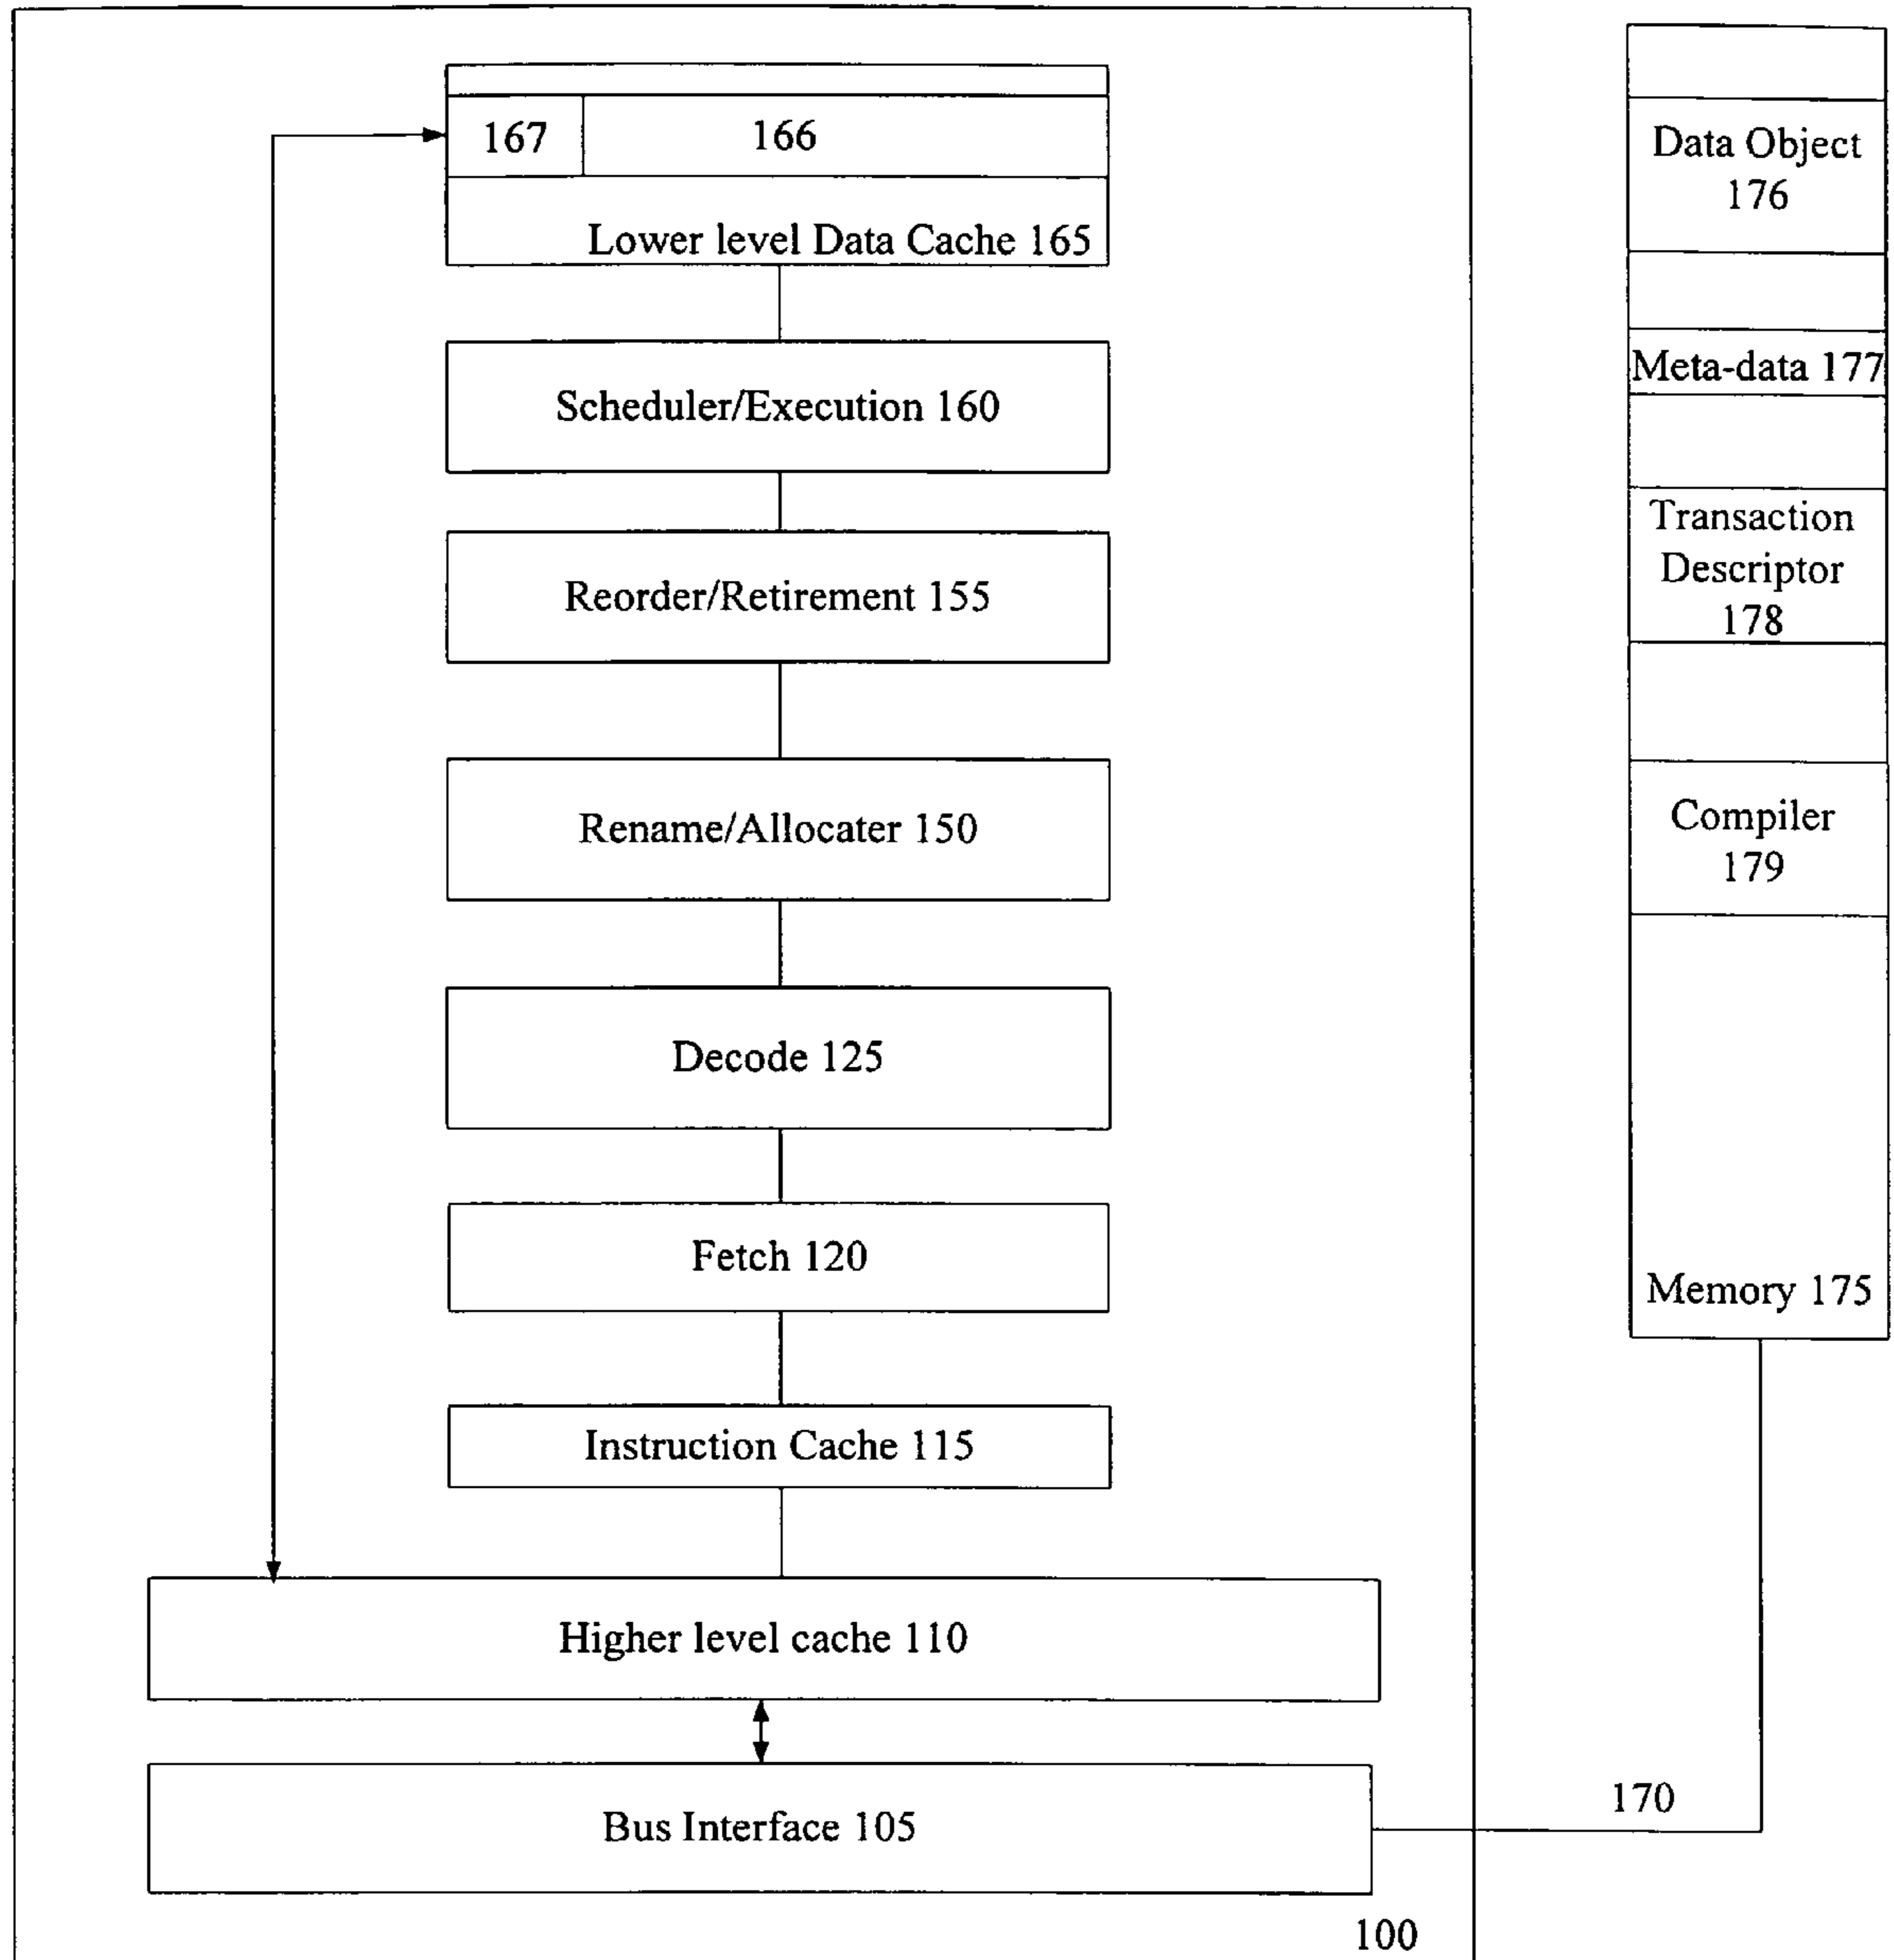 167
166
Lower level Data Cache 165
Scheduler/Execution 160
Reorder/Retirement 155
Rename/Allocater 150
Decode 125
Fetch 120
Instruction Cache 115
Higher level cache 110
Bus Interface 105
100
170
Data Object
176
Meta-data 177
Transaction
Descriptor
178
Compiler
179
Memory 175